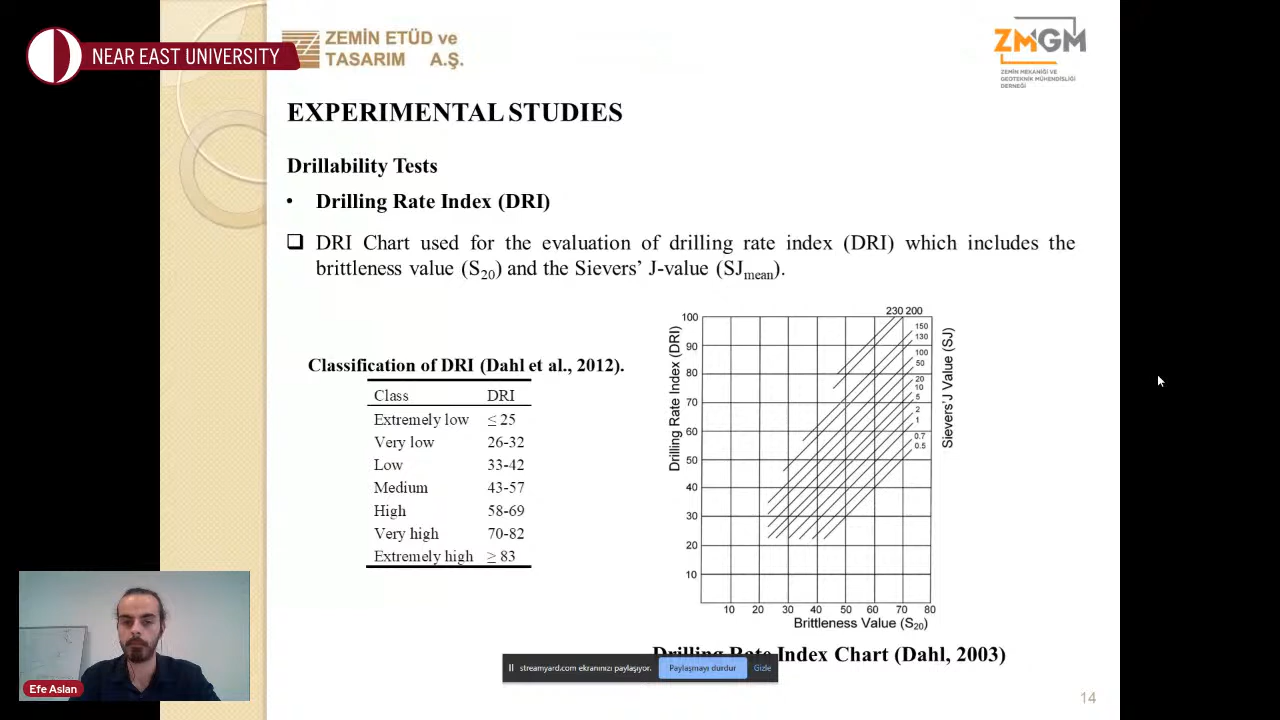 NEAR EAST UNIVERSITY
ZEMİN ETÜD ve
TASARIM A.Ş.
ZMGM
ZEMİN MEKANİĞİ VE
GEOTEKNİK MÜHENDİSLİĞİ
DERNEĞİ
EXPERIMENTAL STUDIES
Drillability Tests
• Drilling Rate Index (DRI)
❑ DRI Chart used for the evaluation of drilling rate index (DRI) which includes the
brittleness value (S20) and the Sievers’ J-value (SJmean).
Classification of DRI (Dahl et al., 2012).
Class DRI
Extremely low ≤ 25
Very low 26-32
Low 33-42
Medium 43-57
High 58-69
Very high 70-82
Extremely high ≥ 83
Drilling Rate Index (DRI)
100
90
80
70
60
50
40
30
20
10
230 200
150
130
100
50
20
10
5
2
1
0.7
0.5
Sievers'J Value (SJ)
10 20 30 40 50 60 70 80
Brittleness Value (S20)
Drilling Rate Index Chart (Dahl, 2003)
streamyard.com ekranınızı paylaşıyor.
Paylaşmayı durdur
Gizle
Efe Aslan
14